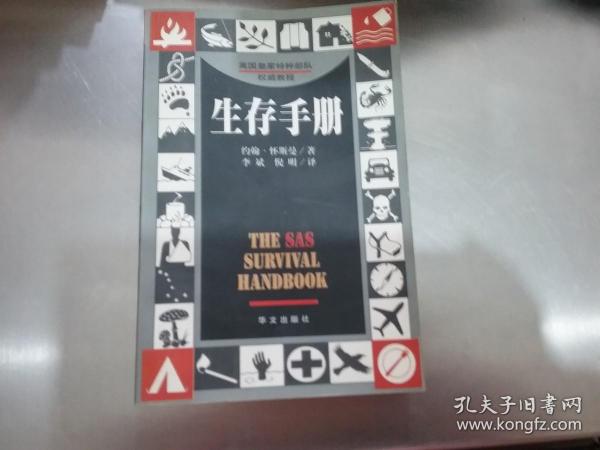 英国皇家特种部队
权威教程
生存手册
约翰·怀斯曼/著
李斌 倪明/译
THE SAS
SURVIVAL
HANDBOOK
华文出版社
孔夫子旧书网
www.kongfz.com